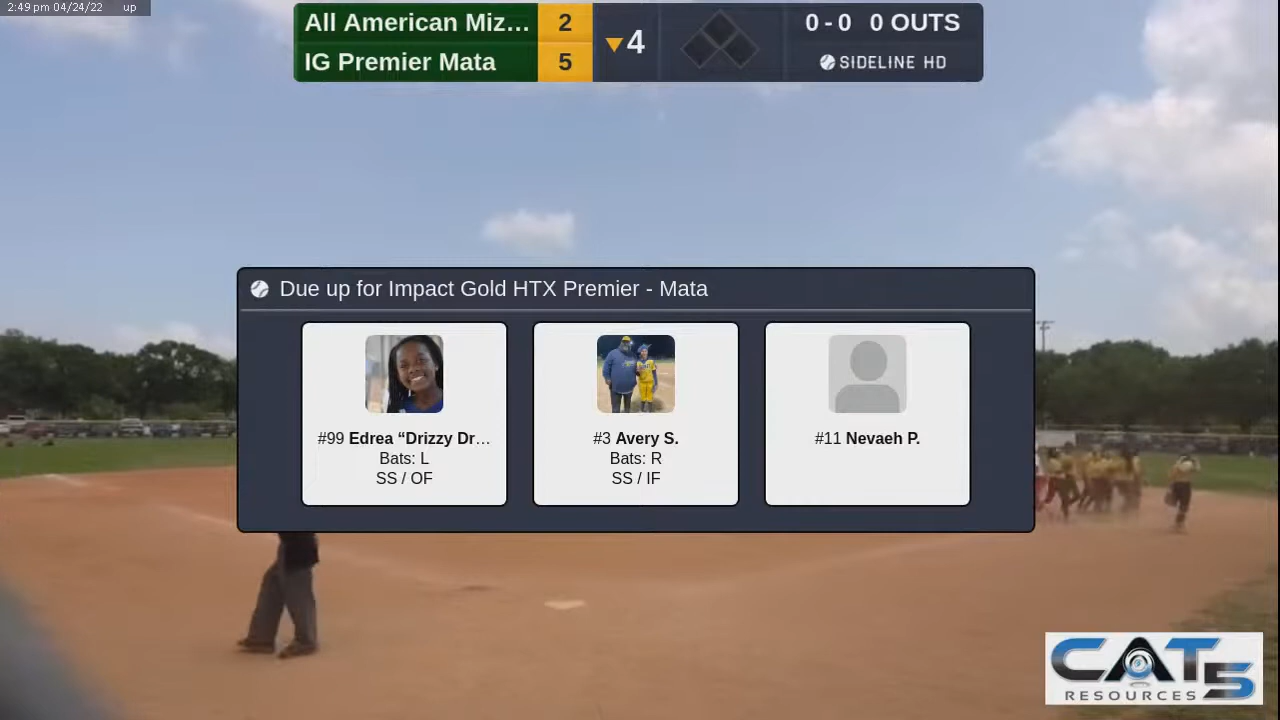 2:49 pm 04/24/22 up
All American Miz… 2
IG Premier Mata 5
4
0 - 0 0 OUTS
SIDELINE HD
Due up for Impact Gold HTX Premier - Mata
#99 Edrea “Drizzy Dr…
Bats: L
SS / OF
#3 Avery S.
Bats: R
SS / IF
#11 Nevaeh P.
CAT5
RESOURCES